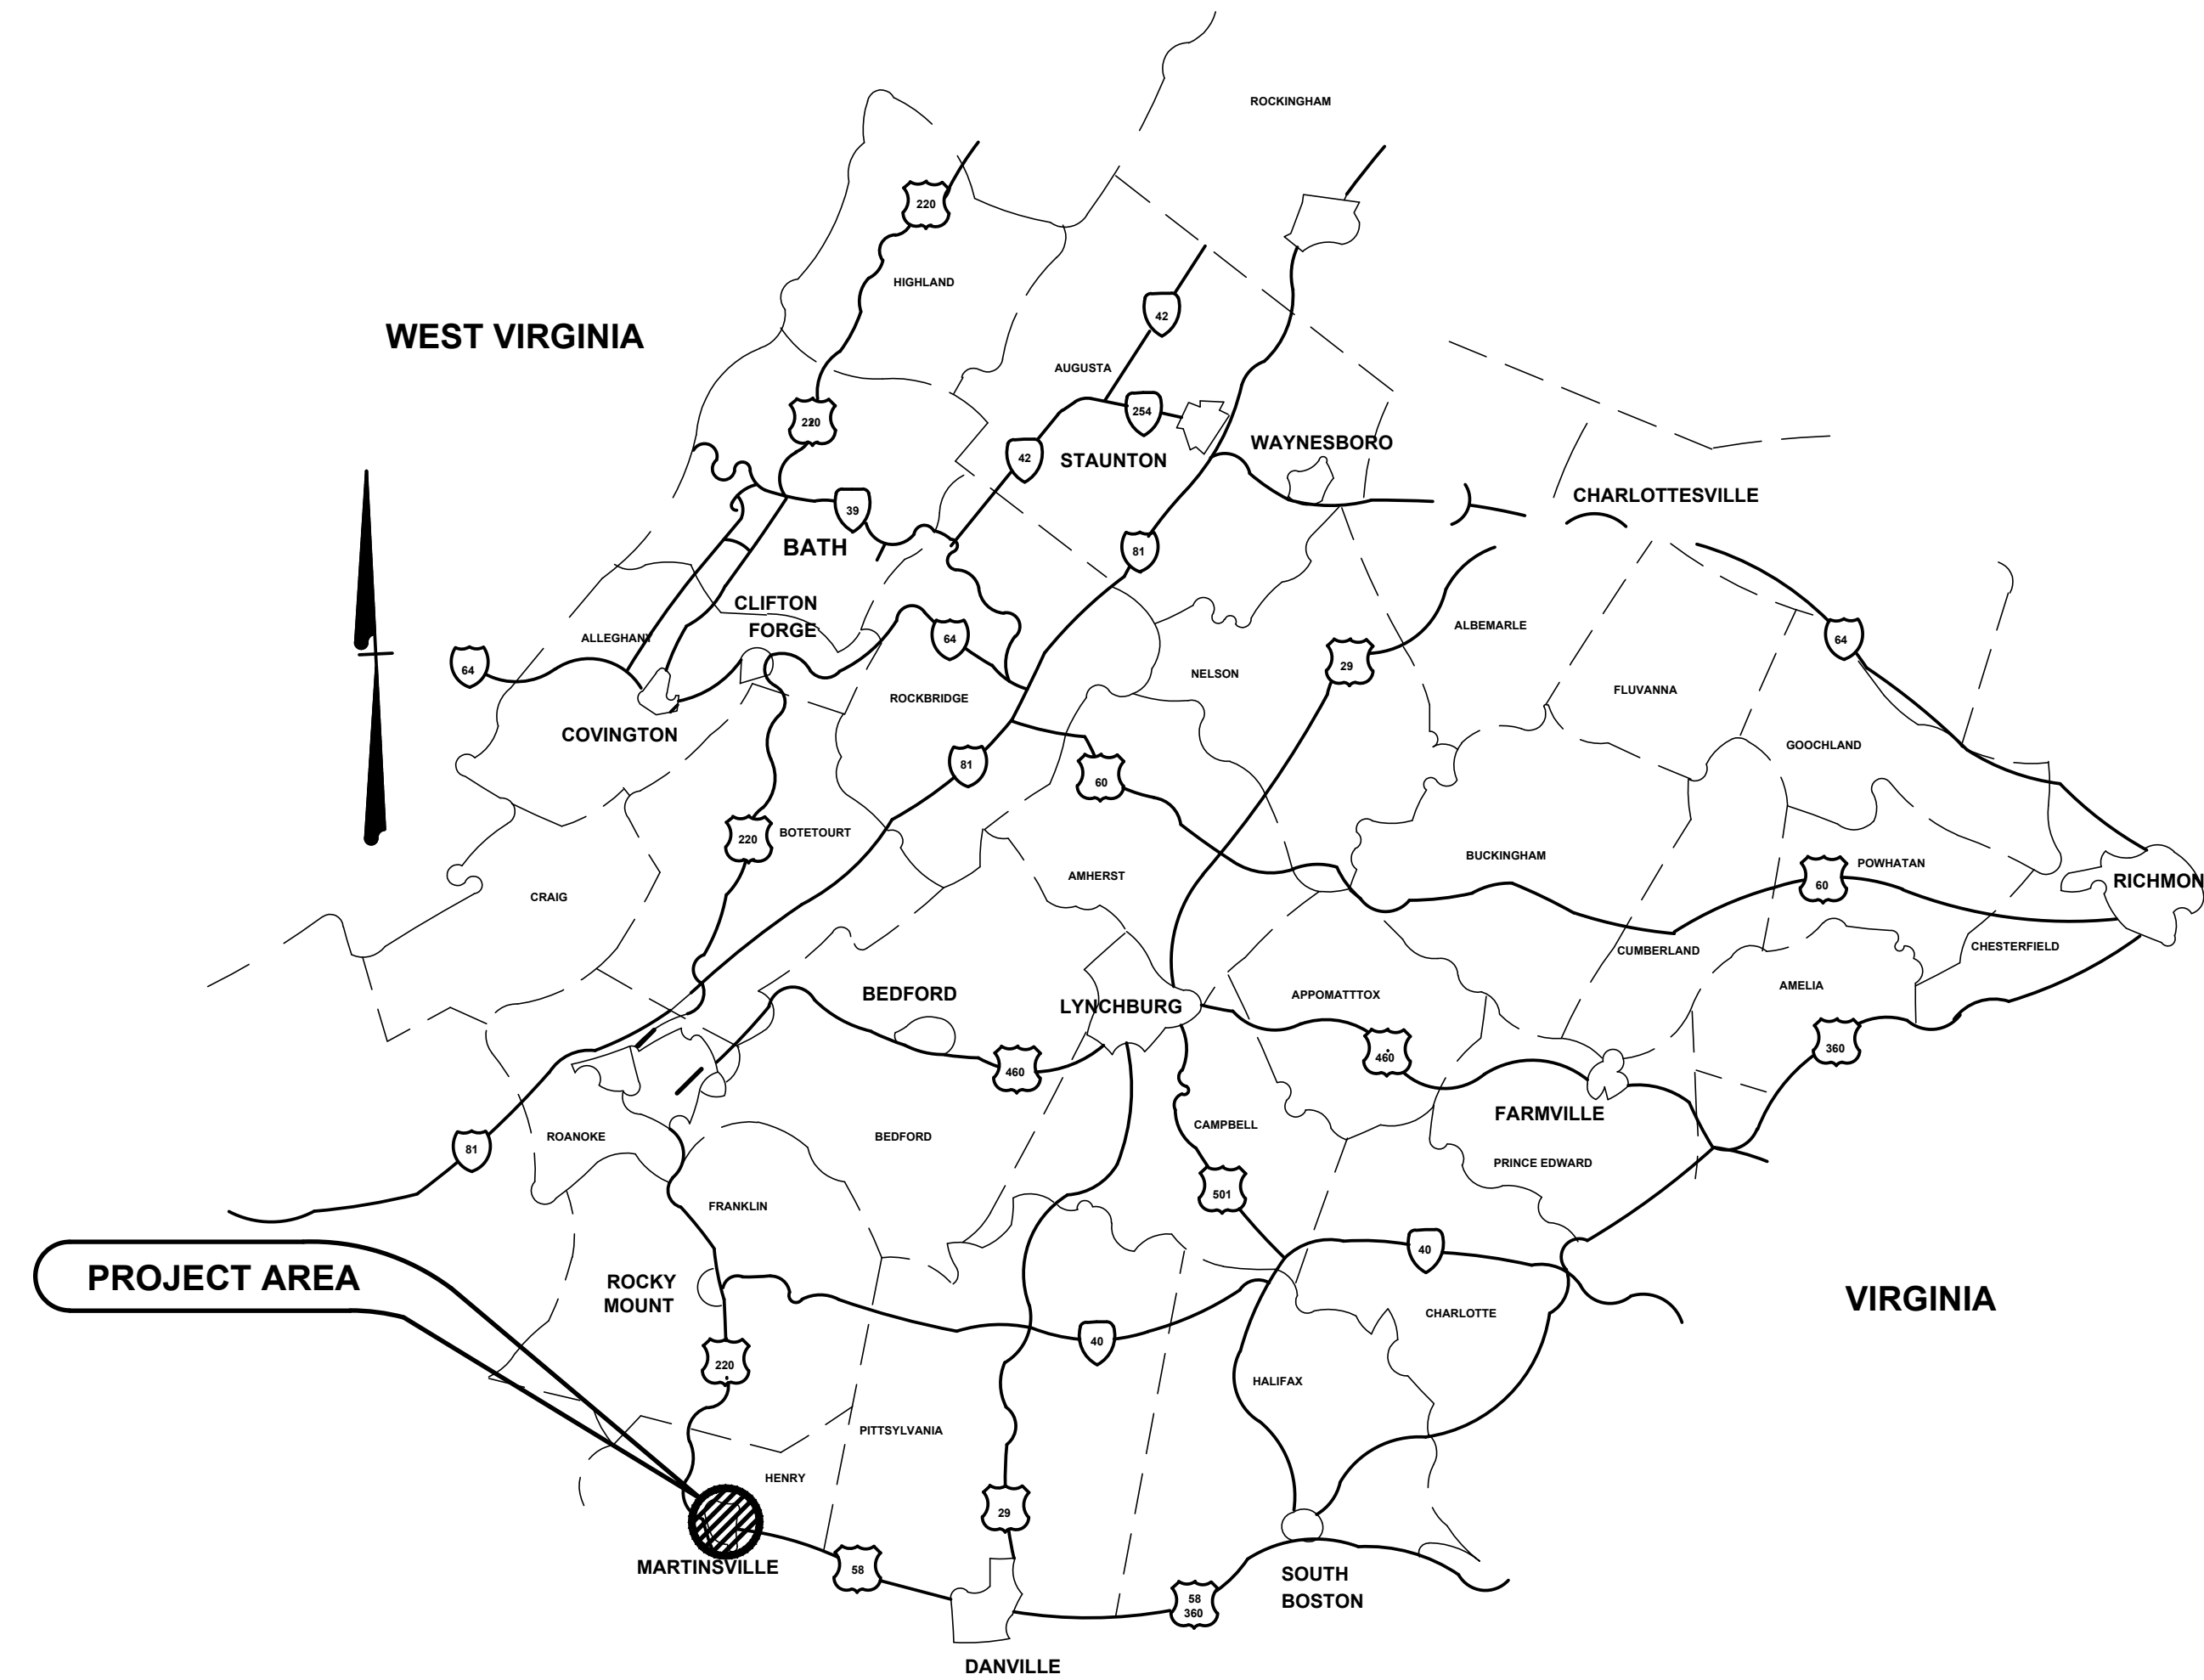 ROCKINGHAM
220
HIGHLAND
42
WEST VIRGINIA
AUGUSTA
220
254
WAYNESBORO
42
STAUNTON
CHARLOTTESVILLE
39
BATH
81
CLIFTON
FORGE
ALLEGHANY
64
64
ALBEMARLE
64
29
NELSON
FLUVANNA
ROCKBRIDGE
COVINGTON
GOOCHLAND
81
60
BOTETOURT
220
BUCKINGHAM
POWHATAN
AMHERST
RICHMON
60
CRAIG
CHESTERFIELD
CUMBERLAND
AMELIA
BEDFORD
APPOMATTTOX
LYNCHBURG
360
460
460
FARMVILLE
CAMPBELL
ROANOKE
BEDFORD
81
PRINCE EDWARD
501
FRANKLIN
40
PROJECT AREA
ROCKY
MOUNT
VIRGINIA
CHARLOTTE
40
220
HALIFAX
PITTSYLVANIA
HENRY
29
MARTINSVILLE
58
SOUTH
BOSTON
58
360
DANVILLE